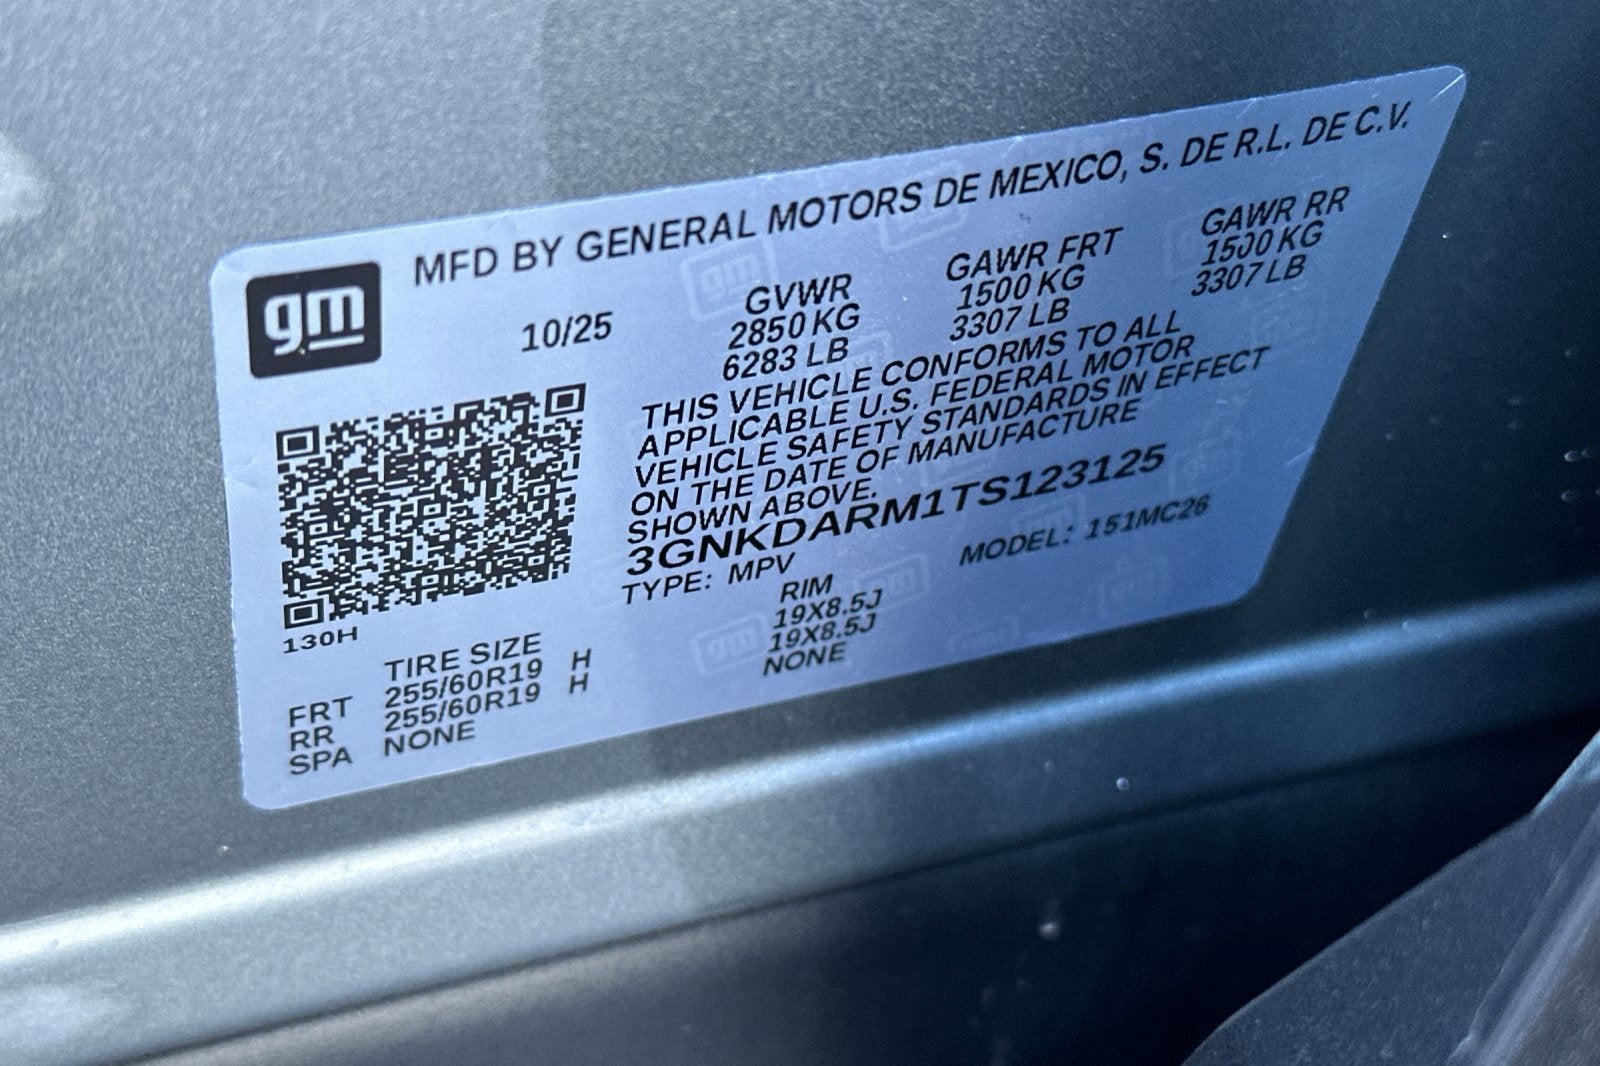 gm
MFD BY GENERAL MOTORS DE MEXICO, S. DE R.L. DE C.V.
10/25
GVWR
2850 KG
6283 LB
GAWR FRT
1500 KG
3307 LB
GAWR RR
1500 KG
3307 LB
THIS VEHICLE CONFORMS TO ALL
APPLICABLE U.S. FEDERAL MOTOR
VEHICLE SAFETY STANDARDS IN EFFECT
ON THE DATE OF MANUFACTURE
SHOWN ABOVE.
3GNKDARM1TS123125
TYPE: MPV
MODEL: 151MC26
130H
TIRE SIZE
RIM
FRT 255/60R19 H 19X8.5J
RR 255/60R19 H 19X8.5J
SPA NONE NONE